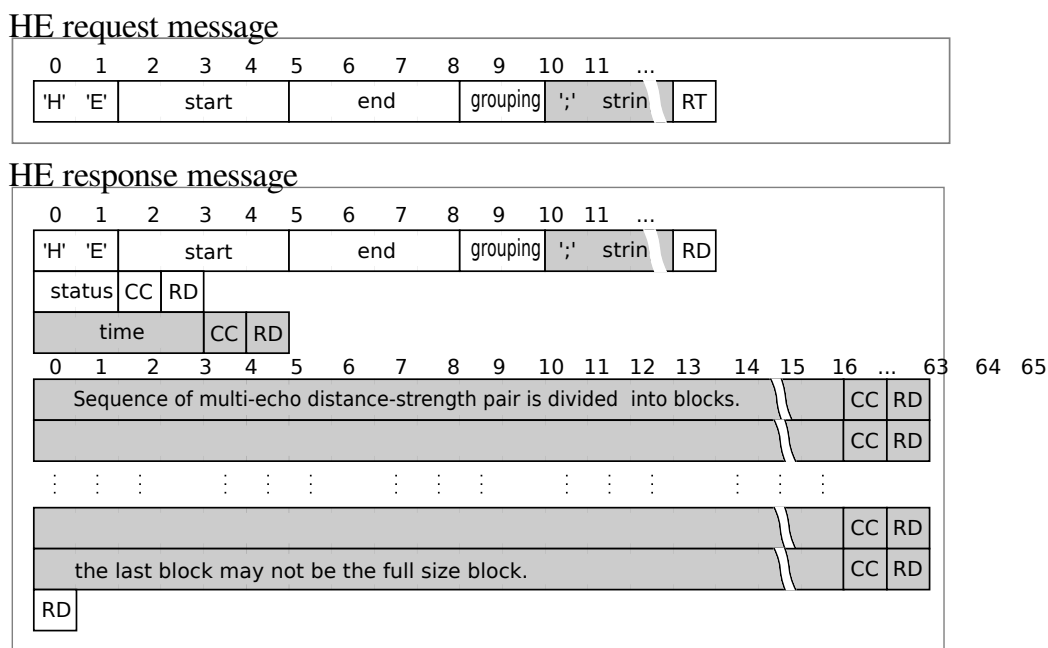 HE request message
0 1 2 3 4 5 6 7 8 9 10 11 ...
'H' 'E' start end grouping ';' strin RT
HE response message
0 1 2 3 4 5 6 7 8 9 10 11 ...
'H' 'E' start end grouping ';' strin RD
status CC RD
time CC RD
0 1 2 3 4 5 6 7 8 9 10 11 12 13 14 15 16 ... 63 64 65
Sequence of multi-echo distance-strength pair is divided into blocks. CC RD
CC RD
CC RD
the last block may not be the full size block. CC RD
RD